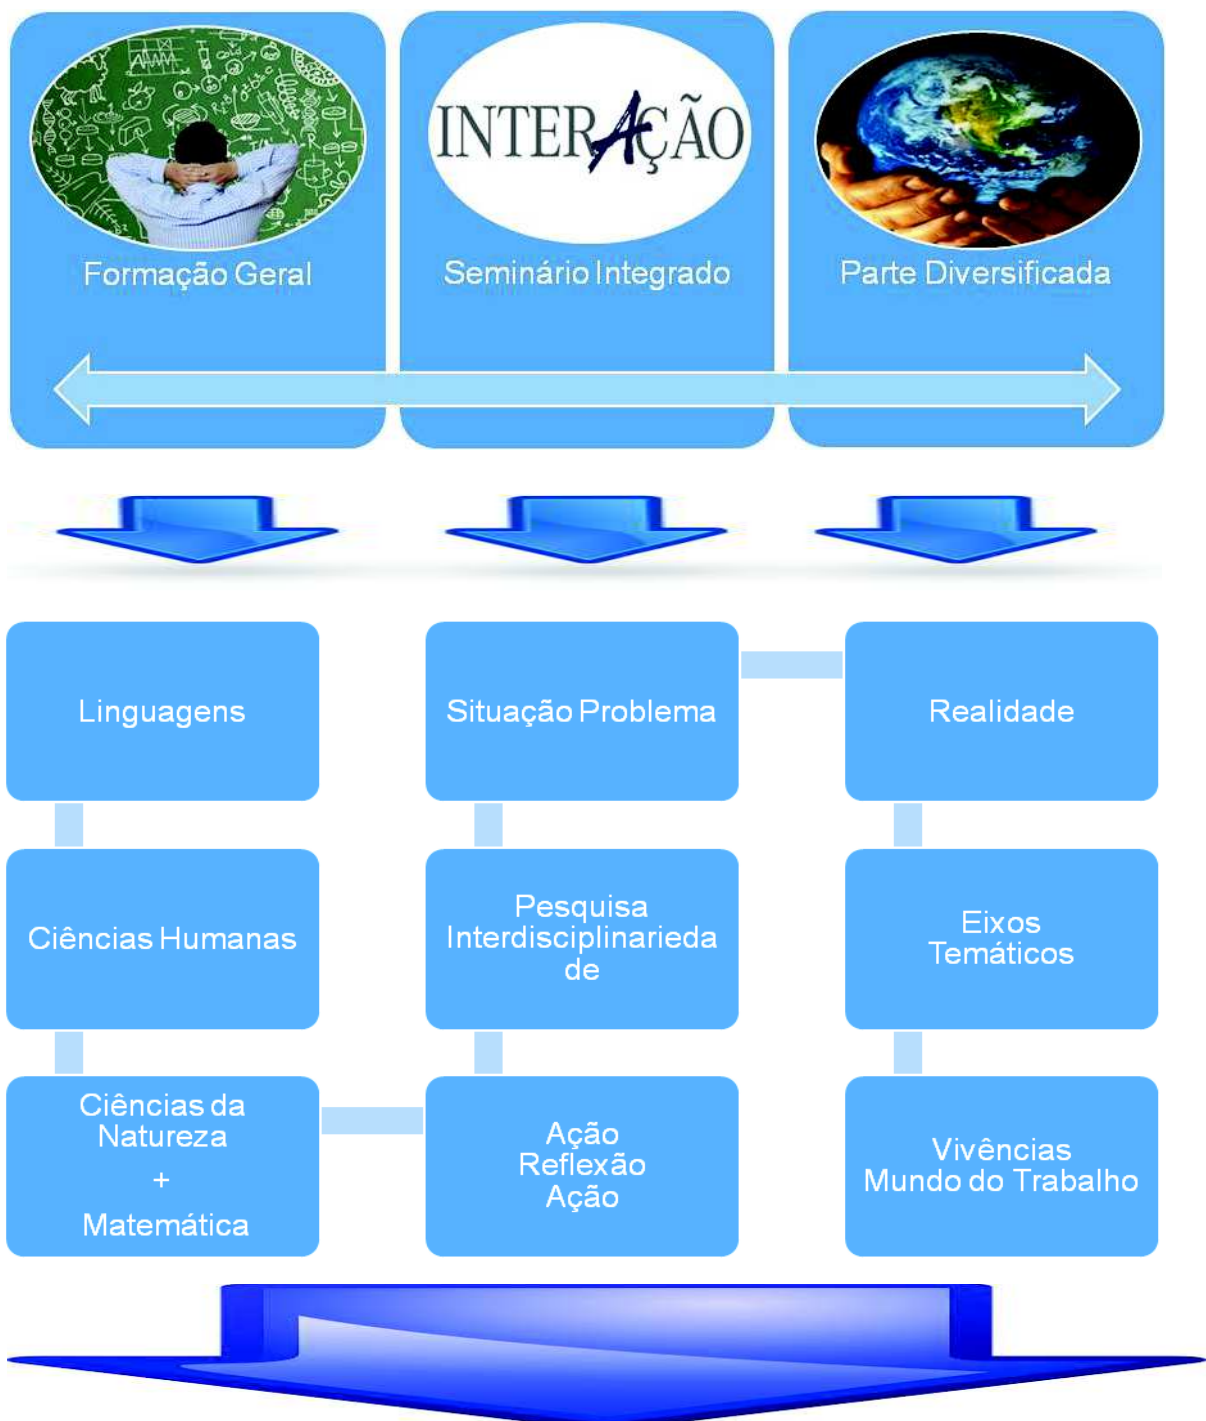 INTERAÇÃO
Formação Geral
Seminário Integrado
Parte Diversificada
Linguagens
Situação Problema
Realidade
Ciências Humanas
Pesquisa
Interdisciplinarieda
de
Eixos
Temáticos
Ciências da
Natureza
+
Matemática
Ação
Reflexão
Ação
Vivências
Mundo do Trabalho